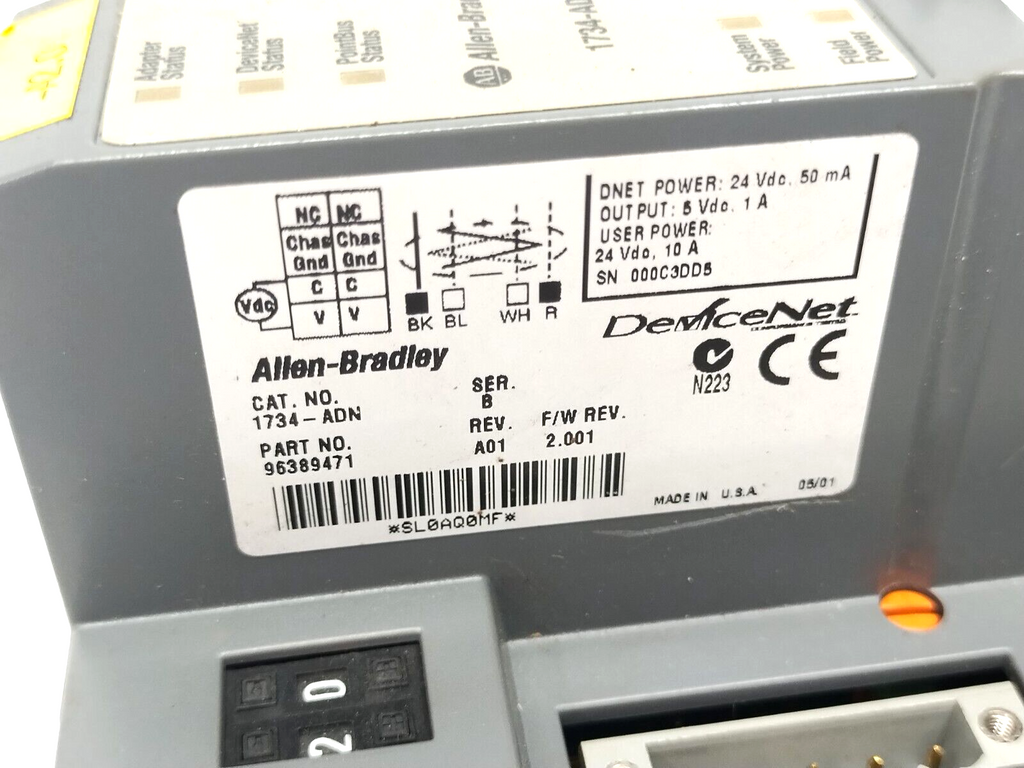 Adapter
Status
DeviceNet
Status
PointBus
Status
AB Allen-Bra
1734-AD
System
Power
Field
Power
NC NC
Chas Chas
Gnd Gnd
C C
V V
Vdc
BK BL WH R
DNET POWER: 24 Vdc, 50 mA
OUTPUT: 5 Vdc, 1 A
USER POWER:
24 Vdc, 10 A
SN 000C3DD5
DeviceNet
N223
CE
Allen-Bradley
CAT. NO.
1734-ADN
SER.
B
PART NO.
96389471
REV.
A01
F/W REV.
2.001
*SL0AQ0MF*
MADE IN U.S.A.
05/01
0
2